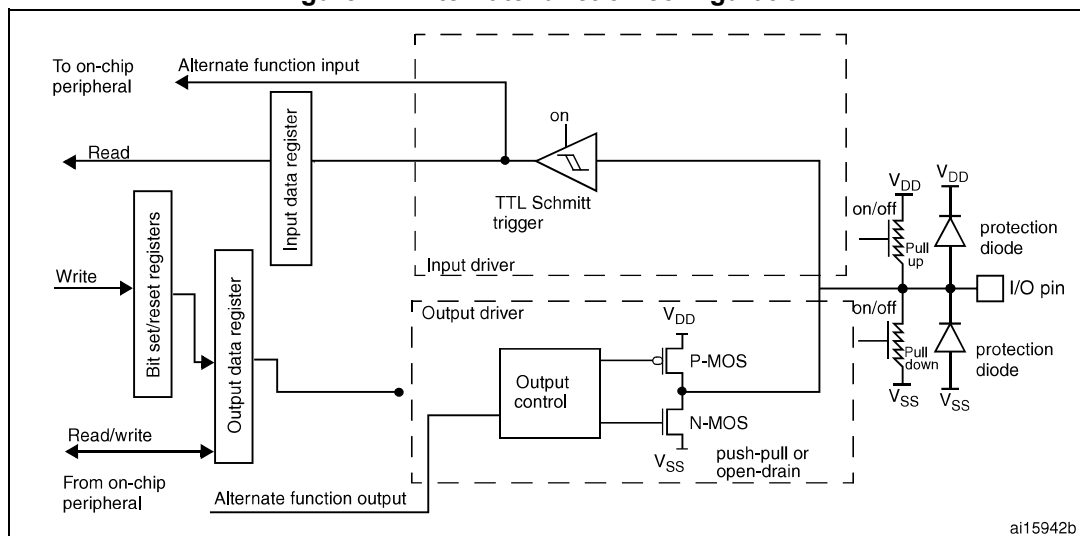 To on-chip
peripheral
Alternate function input
on
Read
Input data register
TTL Schmitt
trigger
Input driver
Write
Bit set/reset registers
Output data register
Read/write
From on-chip
peripheral
Alternate function output
Output driver
Output
control
VDD
P-MOS
N-MOS
VSS
push-pull or
open-drain
VDD
on/off
Pull
up
VDD
protection
diode
I/O pin
on/off
Pull
down
VSS
protection
diode
VSS
ai15942b